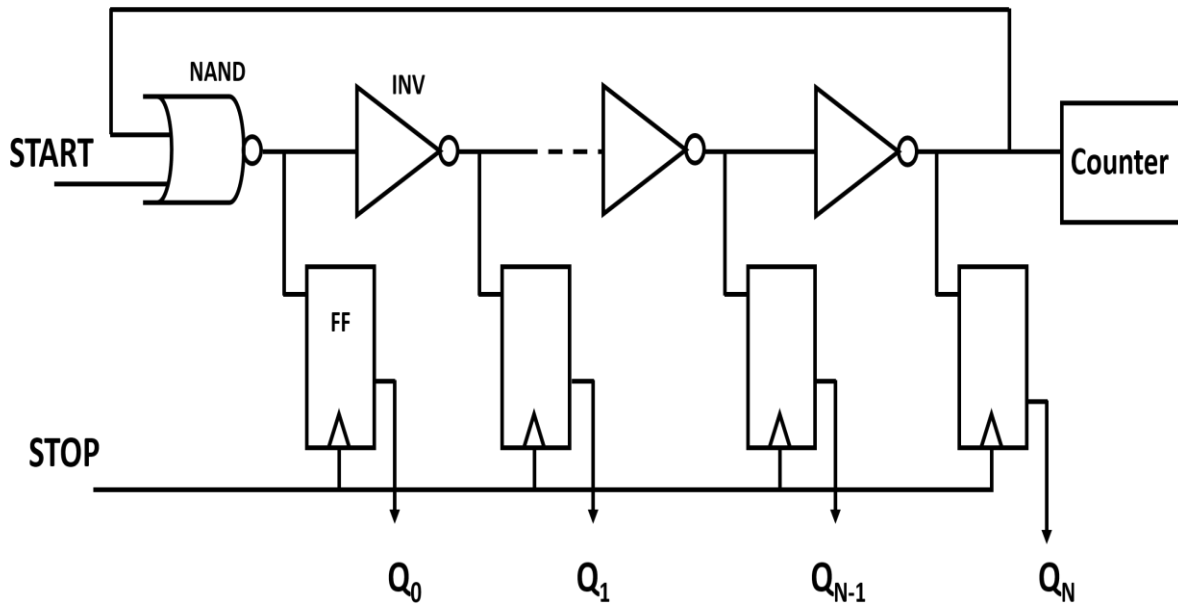 NAND
INV
START
Counter
FF
STOP
Q0
Q1
QN-1
QN